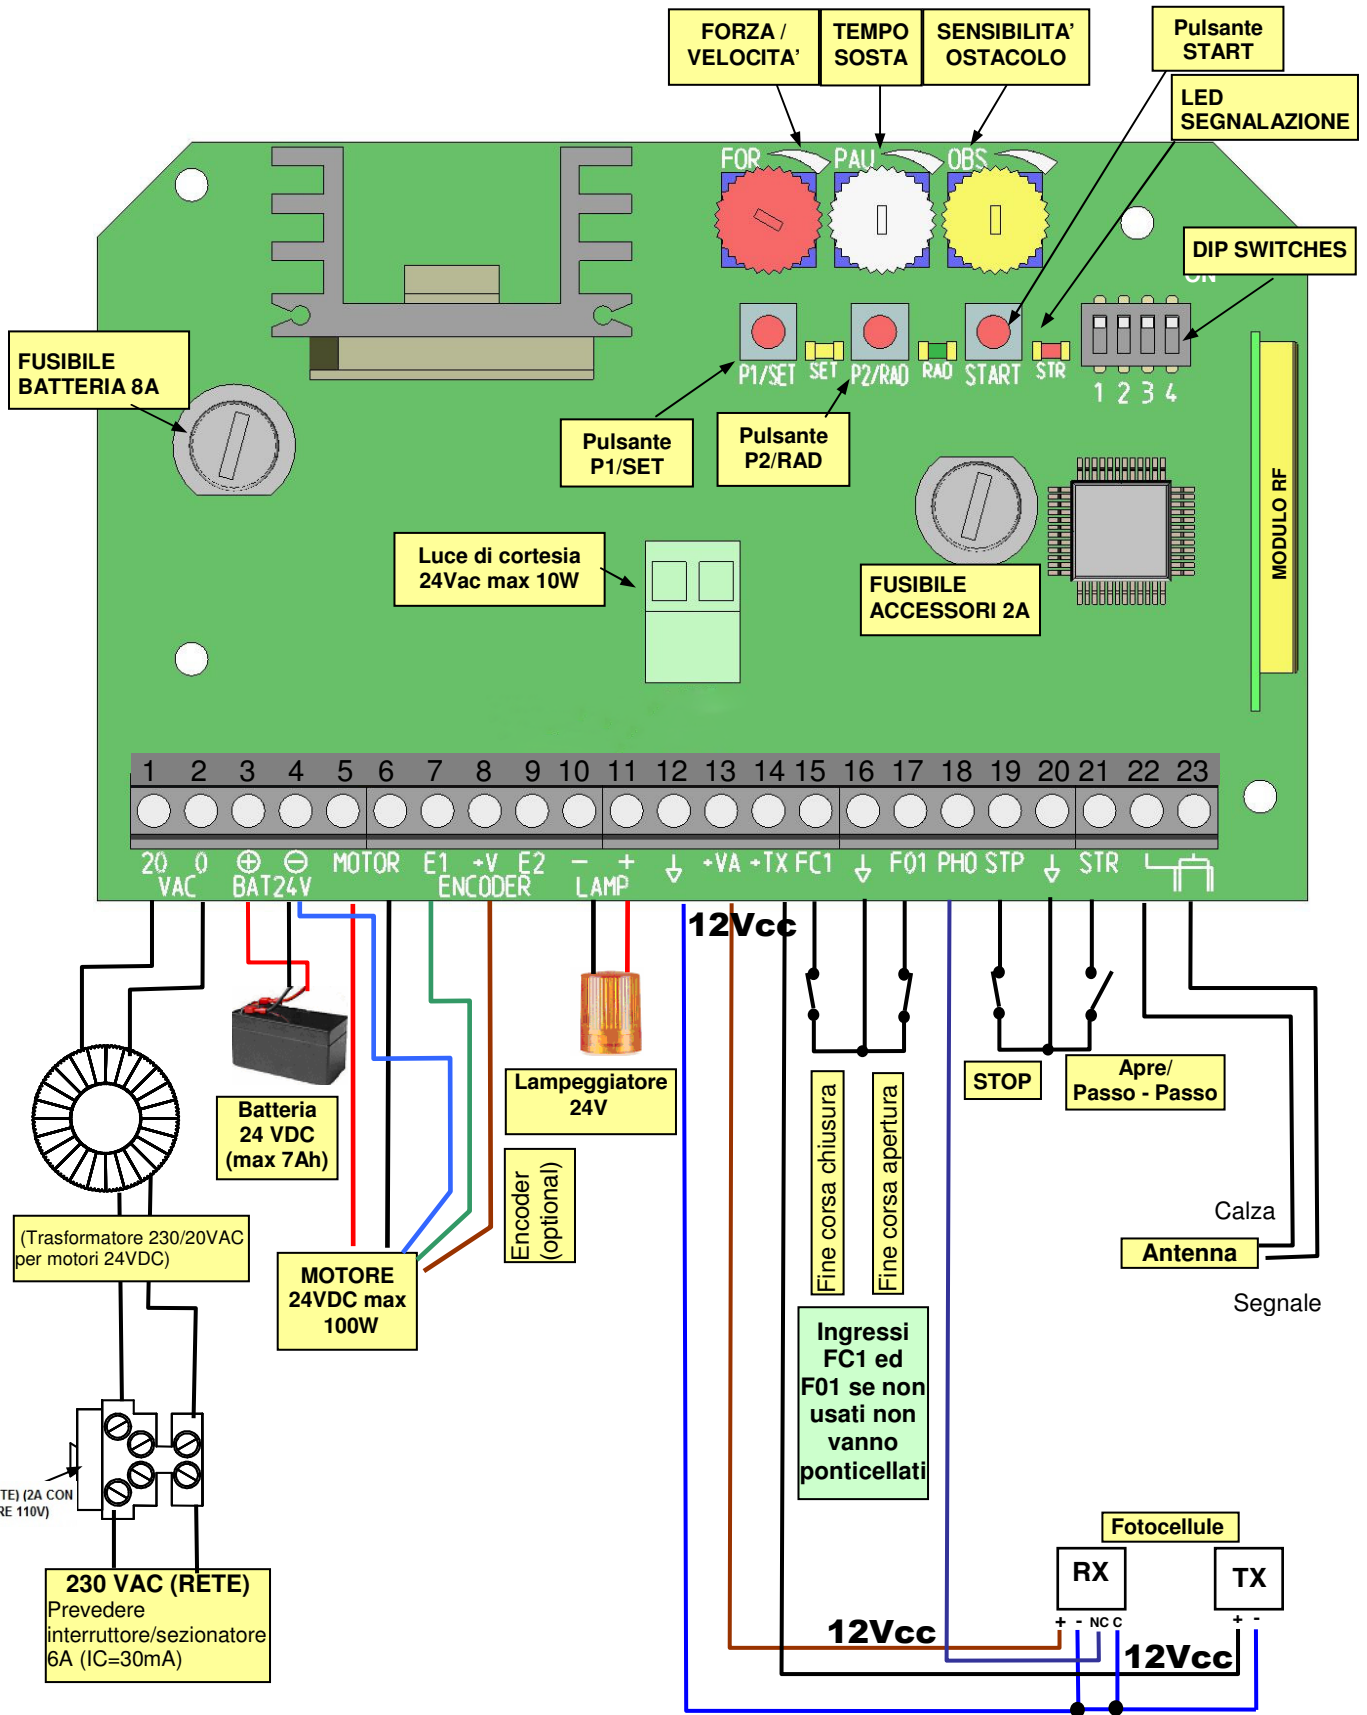 FORZA /
VELOCITA'
TEMPO
SOSTA
SENSIBILITA'
OSTACOLO
Pulsante
START
LED
SEGNALAZIONE
FOR
PAU
OBS
DIP SWITCHES
ON
FUSIBILE
BATTERIA 8A
P1/SET
SET
P2/RAD
RAD
START
STR
1 2 3 4
Pulsante
P1/SET
Pulsante
P2/RAD
MODULO RF
Luce di cortesia
24Vac max 10W
FUSIBILE
ACCESSORI 2A
1 2 3 4 5 6 7 8 9 10 11 12 13 14 15 16 17 18 19 20 21 22 23
20 0 ⊕ ⊖ MOTOR E1 +V E2 − + +VA +TX FC1 FO1 PHO STP STR
VAC BAT24V ENCODER LAMP
12Vcc
Lampeggiatore
24V
STOP
Apre/
Passo - Passo
Batteria
24 VDC
(max 7Ah)
Encoder
(optional)
Fine corsa chiusura
Fine corsa apertura
Calza
Antenna
Segnale
(Trasformatore 230/20VAC
per motori 24VDC)
MOTORE
24VDC max
100W
Ingressi
FC1 ed
F01 se non
usati non
vanno
ponticellati
TE) (2A CON
RE 110V)
Fotocellule
RX
TX
+ - NC C
+ -
12Vcc
12Vcc
230 VAC (RETE)
Prevedere
interruttore/sezionatore
6A (IC=30mA)